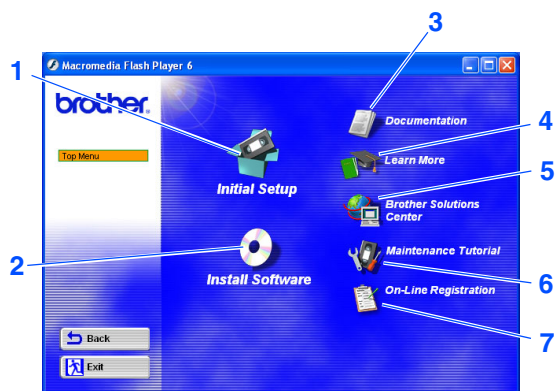 3
Macromedia Flash Player 6
1
brother.
Documentation
4
Top Menu
Learn More
5
Initial Setup
Brother Solutions
Center
2
Maintenance Tutorial
Install Software
6
On-Line Registration
7
Back
Exit